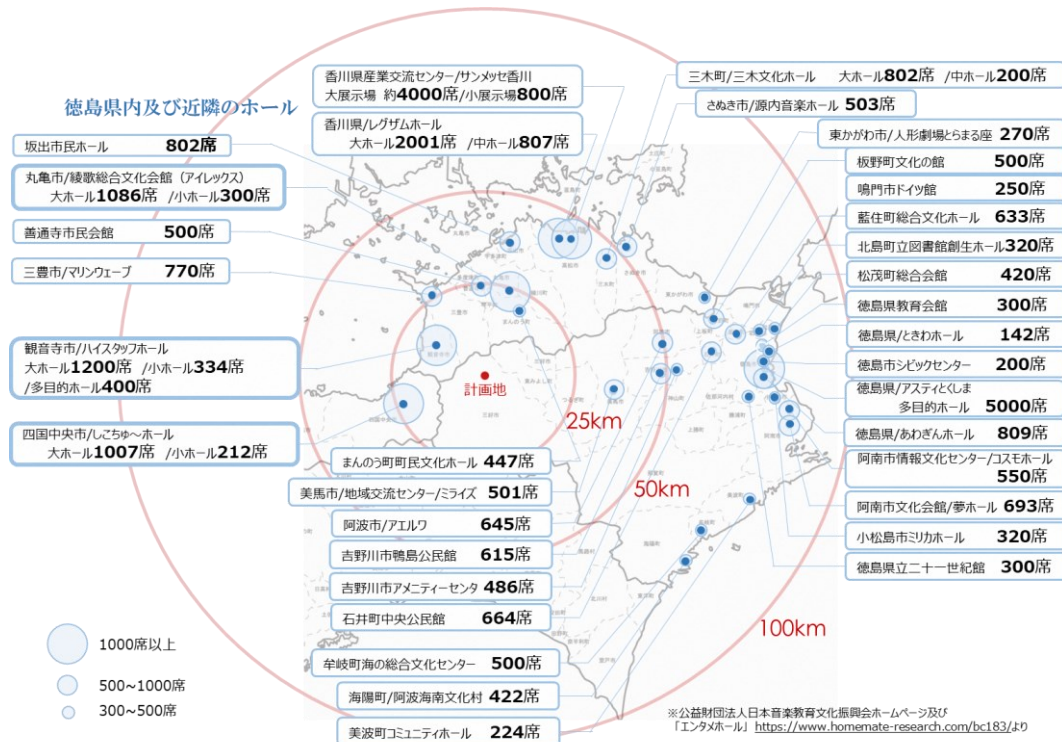 徳島県内及び近隣のホール
坂出市民ホール 802席
丸亀市/綾歌総合文化会館（アイレックス）
大ホール1086席 /小ホール300席
善通寺市民会館 500席
三豊市/マリンウェーブ 770席
観音寺市/ハイスタッフホール
大ホール1200席 /小ホール334席
/多目的ホール400席
四国中央市/しこちゅ～ホール
大ホール1007席 /小ホール212席
香川県産業交流センター/サンメッセ香川
大展示場 約4000席/小展示場800席
香川県/レグザムホール
大ホール2001席 /中ホール807席
三木町/三木文化ホール 大ホール802席 /中ホール200席
さぬき市/源内音楽ホール 503席
東かがわ市/人形劇場とらまる座 270席
板野町文化の館 500席
鳴門市ドイツ館 250席
藍住町総合文化ホール 633席
北島町立図書館創生ホール320席
松茂町総合会館 420席
徳島県教育会館 300席
徳島県/ときわホール 142席
徳島市シビックセンター 200席
徳島県/アスティとくしま
多目的ホール 5000席
徳島県/あわぎんホール 809席
阿南市情報文化センター/コスモホール
550席
阿南市文化会館/夢ホール 693席
小松島市ミリカホール 320席
徳島県立二十一世紀館 300席
計画地
25km
50km
100km
まんのう町町民文化ホール 447席
美馬市/地域交流センター/ミライズ 501席
阿波市/アエルワ 645席
吉野川市鴨島公民館 615席
吉野川市アメニティーセンタ 486席
石井町中央公民館 664席
牟岐町海の総合文化センター 500席
海陽町/阿波海南文化村 422席
美波町コミュニティホール 224席
1000席以上
500~1000席
300～500席
※公益財団法人日本音楽教育文化振興会ホームページ及び
「エンタメホール」https://www.homemate-research.com/bc183/より